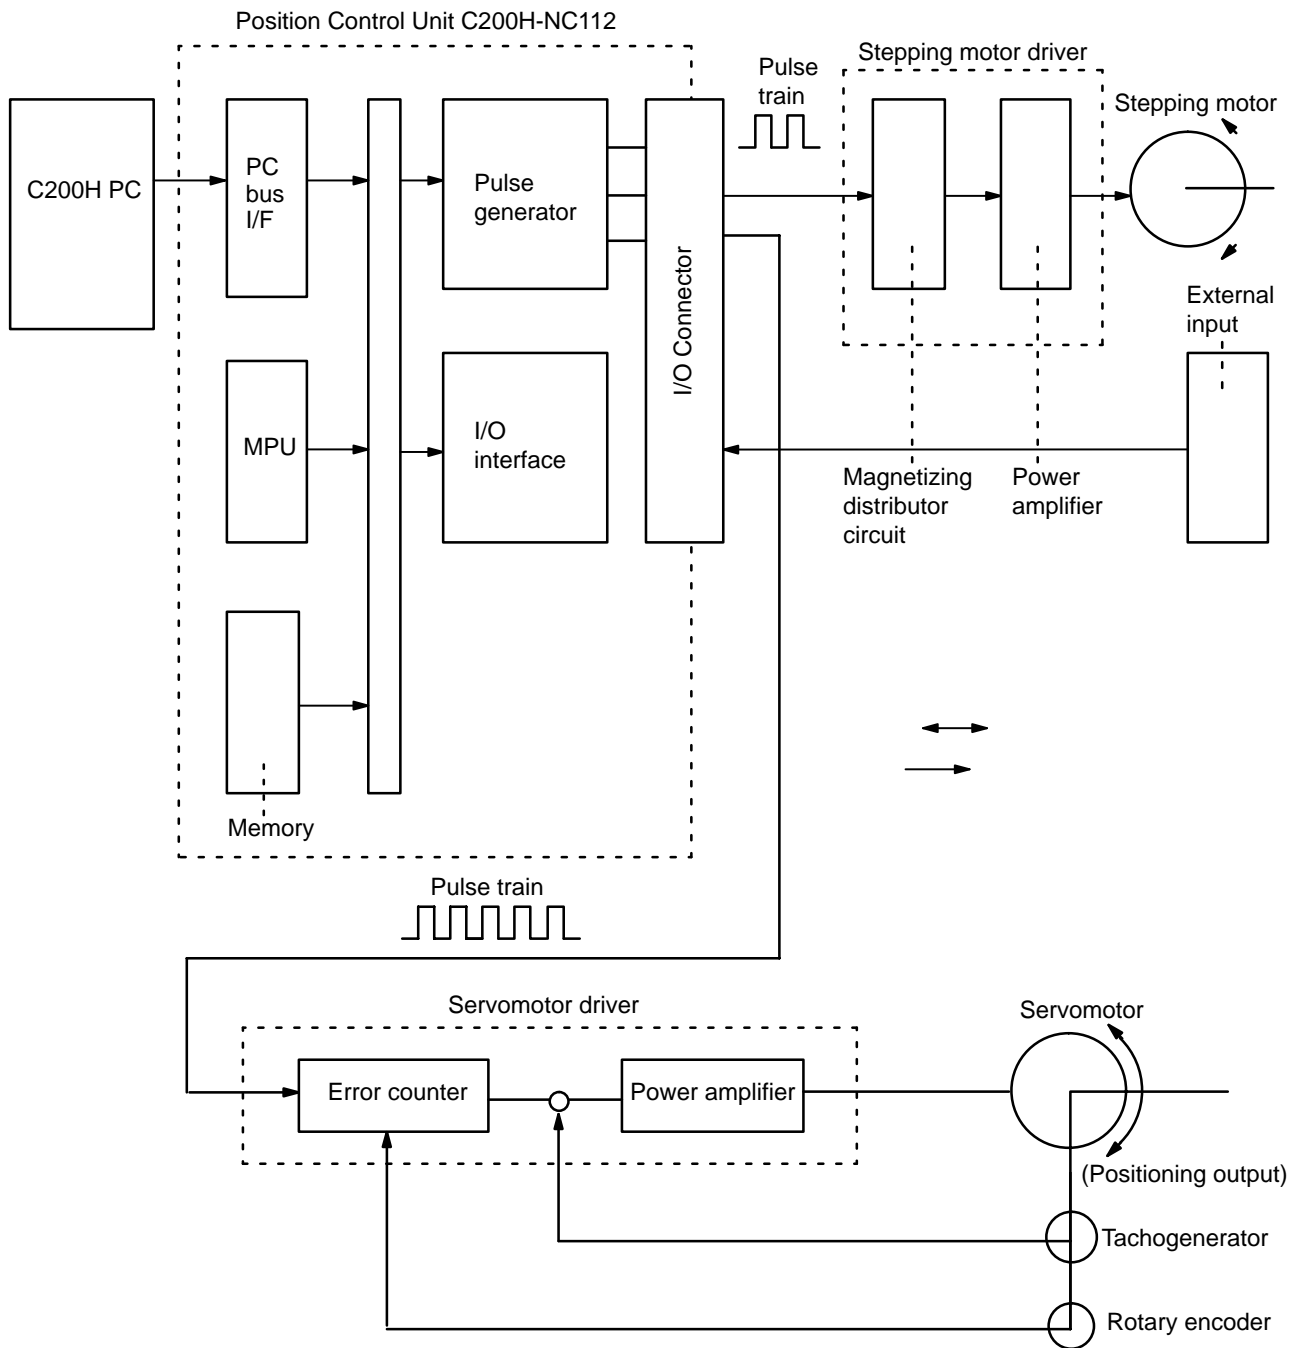 Position Control Unit C200H-NC112
Stepping motor driver
Pulse
train
Stepping motor
C200H PC
PC
bus
I/F
Pulse
generator
I/O Connector
External
input
MPU
I/O
interface
Magnetizing
distributor
circuit
Power
amplifier
Memory
Pulse train
Servomotor driver
Servomotor
Error counter
Power amplifier
(Positioning output)
Tachogenerator
Rotary encoder